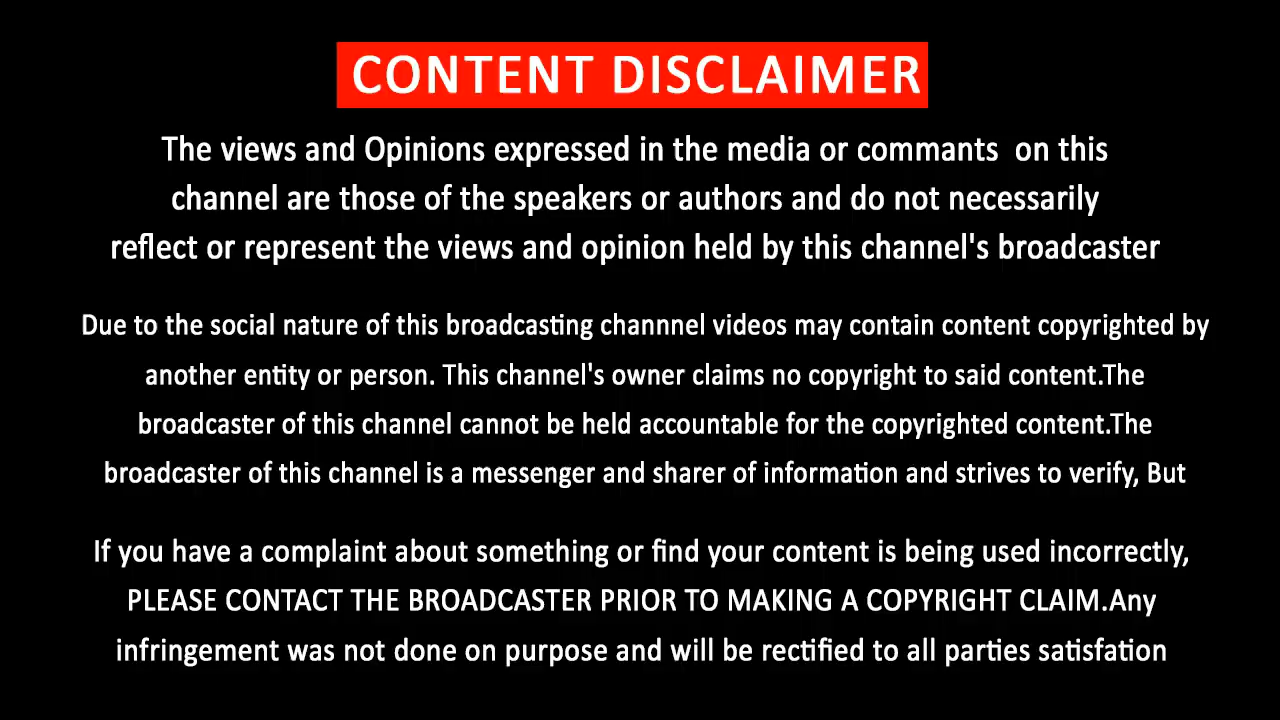 CONTENT DISCLAIMER
The views and Opinions expressed in the media or commants on this
channel are those of the speakers or authors and do not necessarily
reflect or represent the views and opinion held by this channel's broadcaster
Due to the social nature of this broadcasting channnel videos may contain content copyrighted by
another entity or person. This channel's owner claims no copyright to said content.The
broadcaster of this channel cannot be held accountable for the copyrighted content.The
broadcaster of this channel is a messenger and sharer of information and strives to verify, But
If you have a complaint about something or find your content is being used incorrectly,
PLEASE CONTACT THE BROADCASTER PRIOR TO MAKING A COPYRIGHT CLAIM.Any
infringement was not done on purpose and will be rectified to all parties satisfation